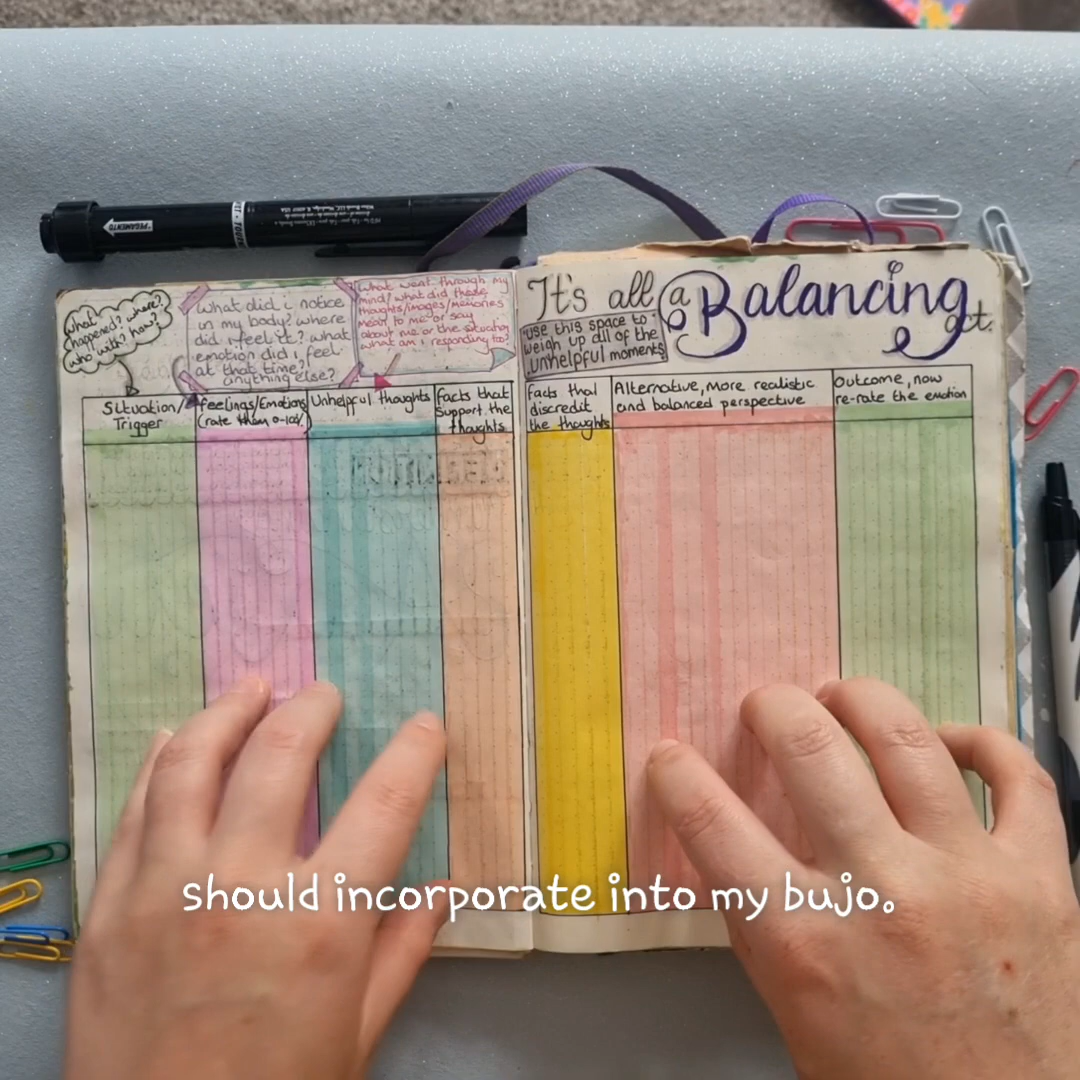 what
happened? where?
who with? how?
what did i notice
in my body? where
did i feel it? what
emotion did i feel
at that time?
anything else?
what went through my
mind/what did these
thoughts/images/memories
mean to me or say
about me or the situation
what am i responding too?
Situation/
Trigger
feelings/Emotions
(rate them 0-100%)
Unhelpful thoughts
facts that
support the
thoughts
It's all a
Balancing
act.
"use this space to
weigh up all of the
unhelpful moments
Facts that
discredit
the thoughts
Alternative, more realistic
and balanced perspective
Outcome, now
re-rate the emotion
should incorporate into my bujo.